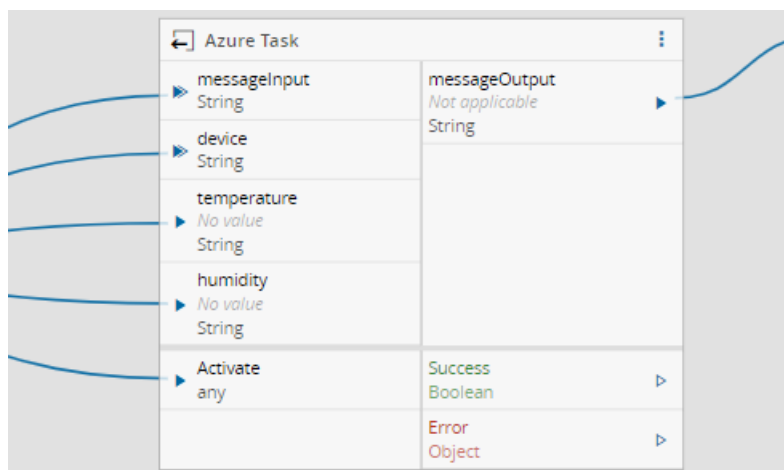 Azure Task
messageInput
String
device
String
temperature
No value
String
humidity
No value
String
Activate
any
messageOutput
Not applicable
String
Success
Boolean
Error
Object